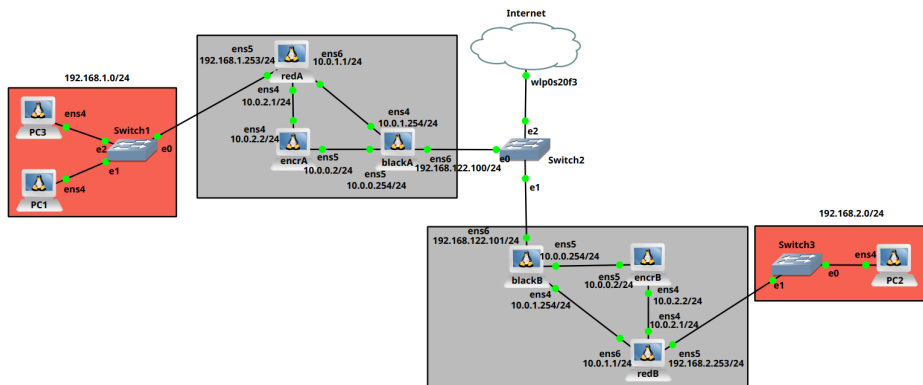 Internet
wlp0s20f3
e2
Switch2
e0
e1
192.168.1.0/24
PC3
ens4
Switch1
e2
e0
e1
PC1
ens4
ens5
192.168.1.253/24
ens6
10.0.1.1/24
redA
ens4
10.0.2.1/24
ens4
10.0.1.254/24
ens4
10.0.2.2/24
encrA
ens5
10.0.0.2/24
blackA
ens5
10.0.0.254/24
ens6
192.168.122.100/24
ens6
192.168.122.101/24
ens5
10.0.0.254/24
blackB
ens4
10.0.1.254/24
ens5
10.0.0.2/24
encrB
ens4
10.0.2.2/24
ens4
10.0.2.1/24
ens6
10.0.1.1/24
redB
ens5
192.168.2.253/24
192.168.2.0/24
Switch3
e1
e0
ens4
PC2